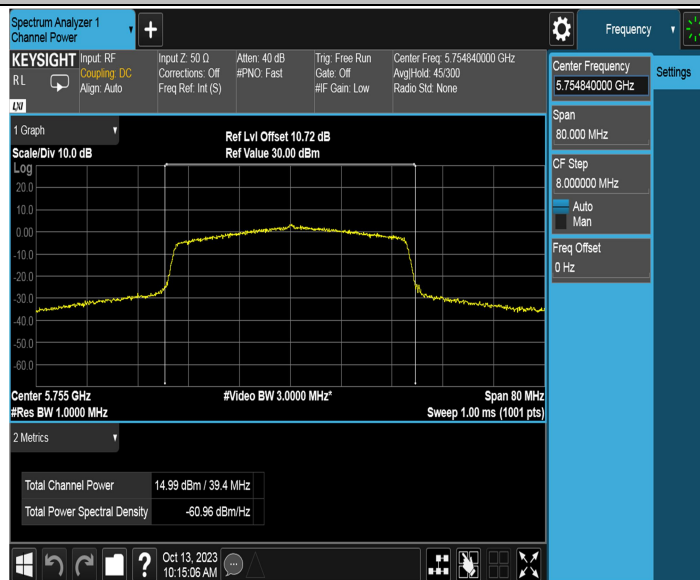 Spectrum Analyzer 1
Channel Power
+
Frequency
KEYSIGHT
R L
LXI
Input: RF
Coupling: DC
Align: Auto
Input Z: 50 Ω
Corrections: Off
Freq Ref: Int (S)
Atten: 40 dB
#PNO: Fast
Trig: Free Run
Gate: Off
#IF Gain: Low
Center Freq: 5.754840000 GHz
Avg|Hold: 45/300
Radio Std: None
Center Frequency
5.754840000 GHz
Settings
Span
80.000 MHz
CF Step
8.000000 MHz
Auto
Man
Freq Offset
0 Hz
1 Graph
Scale/Div 10.0 dB
Ref Lvl Offset 10.72 dB
Ref Value 30.00 dBm
Log
20.0
10.0
0.00
-10.0
-20.0
-30.0
-40.0
-50.0
-60.0
Center 5.755 GHz
#Res BW 1.0000 MHz
#Video BW 3.0000 MHz*
Span 80 MHz
Sweep 1.00 ms (1001 pts)
2 Metrics
Total Channel Power 14.99 dBm / 39.4 MHz
Total Power Spectral Density -60.96 dBm/Hz
?
Oct 13, 2023
10:15:06 AM